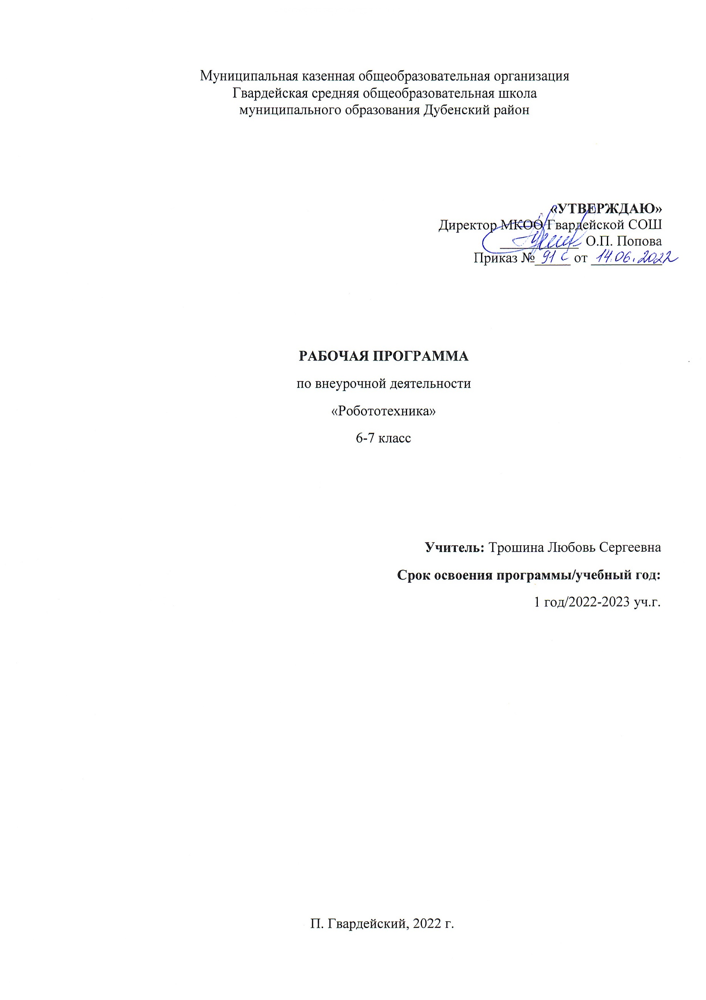 Муниципальная казенная общеобразовательная организация
Гвардейская средняя общеобразовательная школа
муниципального образования Дубенский район
«УТВЕРЖДАЮ»
Директор МКОО Гвардейской СОШ
____________ О.П. Попова
Приказ № 91 с от 14.06.2022
РАБОЧАЯ ПРОГРАММА
по внеурочной деятельности
«Робототехника»
6-7 класс
Учитель: Трошина Любовь Сергеевна
Срок освоения программы/учебный год:
1 год/2022-2023 уч.г.
П. Гвардейский, 2022 г.